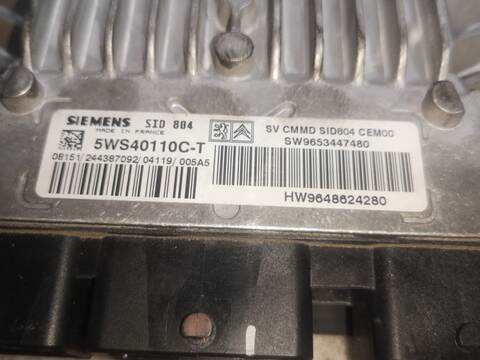 SIEMENS SID 804
MADE IN FRANCE
5WS40110C-T
08151/244387092/04119/005A5
SV CMMD SID804 CEM00
SW9653447480
HW9648624280